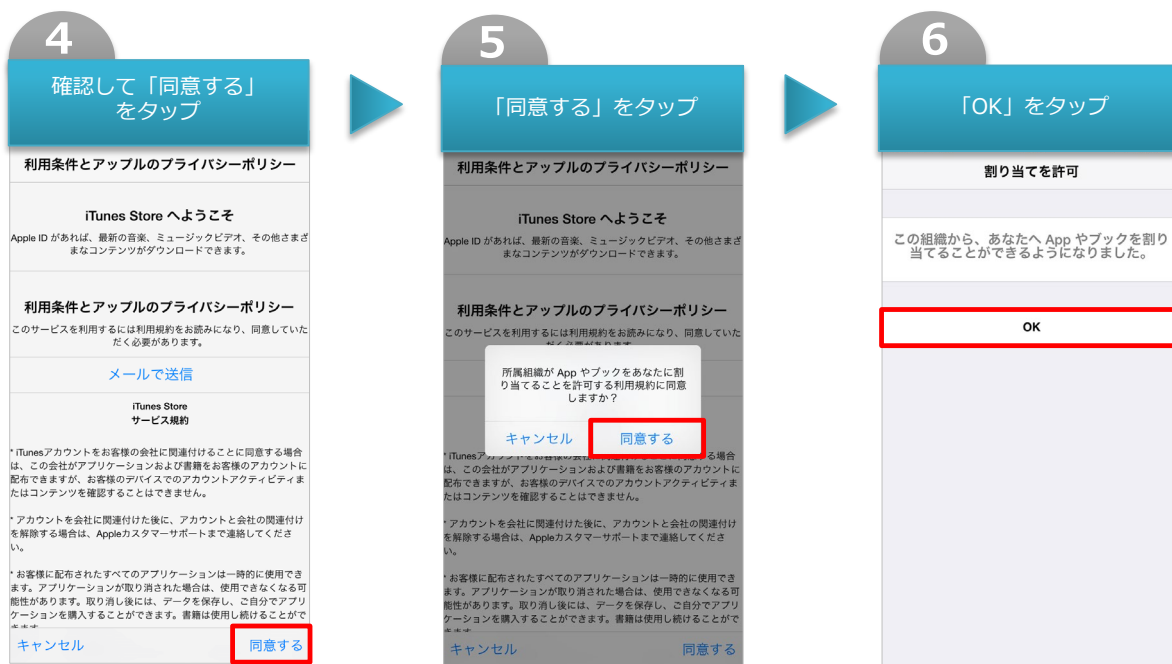 4
確認して「同意する」
をタップ
利用条件とアップルのプライバシーポリシー
iTunes Store へようこそ
Apple ID があれば、最新の音楽、ミュージックビデオ、その他さまざ
まなコンテンツがダウンロードできます。
利用条件とアップルのプライバシーポリシー
このサービスを利用するには利用規約をお読みになり、同意していた
だく必要があります。
メールで送信
iTunes Store
サービス規約
* iTunesアカウントをお客様の会社に関連付けることに同意する場合
は、この会社がアプリケーションおよび書籍をお客様のアカウントに
配布できますが、お客様のデバイスでのアカウントアクティビティま
たはコンテンツを確認することはできません。
* アカウントを会社に関連付けた後に、アカウントと会社の関連付け
を解除する場合は、Appleカスタマーサポートまで連絡してくださ
い。
* お客様に配布されたすべてのアプリケーションは一時的に使用でき
ます。アプリケーションが取り消された場合は、使用できなくなる可
能性があります。取り消し後には、データを保存し、ご自分でアプリ
ケーションを購入することができます。書籍は使用し続けることがで
きます
キャンセル
同意する
5
「同意する」をタップ
利用条件とアップルのプライバシーポリシー
iTunes Store へようこそ
Apple ID があれば、最新の音楽、ミュージックビデオ、その他さまざ
まなコンテンツがダウンロードできます。
利用条件とアップルのプライバシーポリシー
このサービスを利用するには利用規約をお読みになり、同意していた
だく必要があります。
所属組織が App やブックをあなたに割
り当てることを許可する利用規約に同意
しますか？
キャンセル
同意する
* iTunesア
る場合
は、この会社がアプリケーションおよび書籍をお客様のアカウントに
配布できますが、お客様のデバイスでのアカウントアクティビティま
たはコンテンツを確認することはできません。
* アカウントを会社に関連付けた後に、アカウントと会社の関連付け
を解除する場合は、Appleカスタマーサポートまで連絡してくださ
い。
* お客様に配布されたすべてのアプリケーションは一時的に使用でき
ます。アプリケーションが取り消された場合は、使用できなくなる可
能性があります。取り消し後には、データを保存し、ご自分でアプリ
ケーションを購入することができます。書籍は使用し続けることがで
きます
キャンセル
同意する
6
「OK」をタップ
割り当てを許可
この組織から、あなたへ App やブックを割り
当てることができるようになりました。
OK